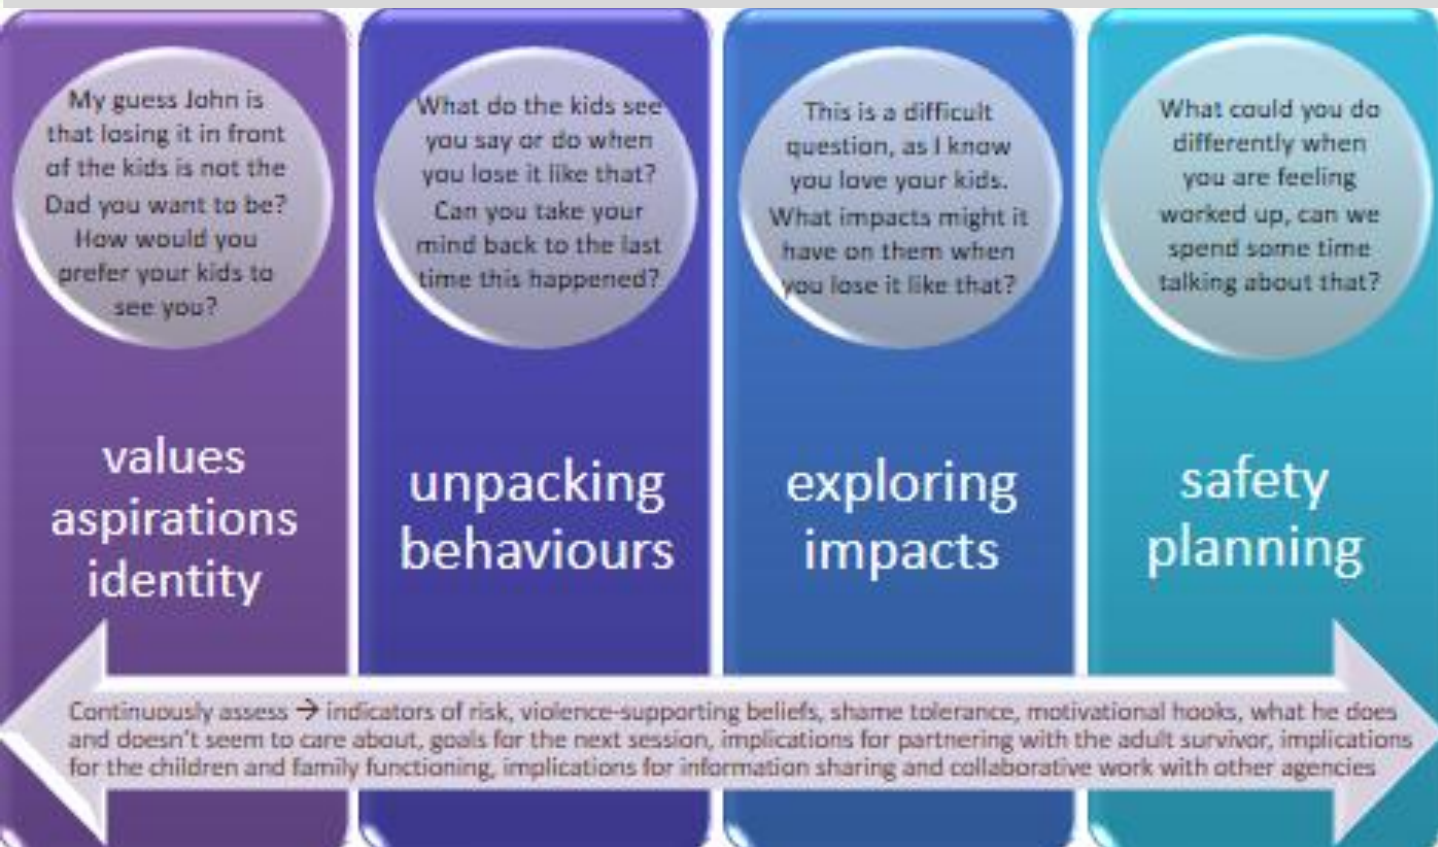 My guess John is
that losing it in front
of the kids is not the
Dad you want to be?
How would you
prefer your kids to
see you?
values
aspirations
identity
What do the kids see
you say or do when
you lose it like that?
Can you take your
mind back to the last
time this happened?
unpacking
behaviours
This is a difficult
question, as I know
you love your kids.
What impacts might it
have on them when
you lose it like that?
exploring
impacts
What could you do
differently when
you are feeling
worked up, can we
spend some time
talking about that?
safety
planning
Continuously assess → indicators of risk, violence-supporting beliefs, shame tolerance, motivational hooks, what he does
and doesn't seem to care about, goals for the next session, implications for partnering with the adult survivor, implications
for the children and family functioning, implications for information sharing and collaborative work with other agencies